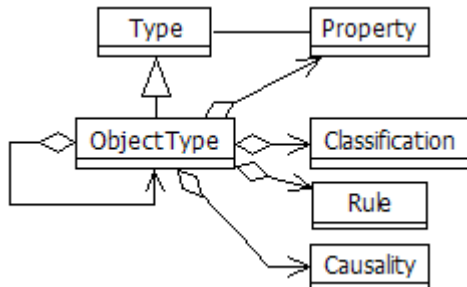 Type
Property
ObjectType
Classification
Rule
Causality